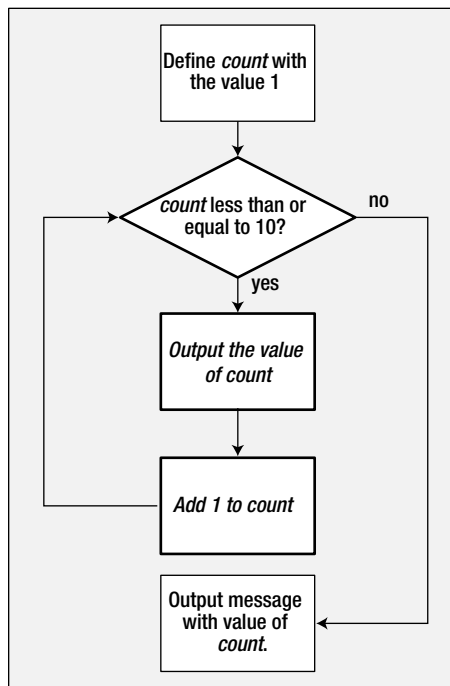 Define count with
the value 1
count less than or
equal to 10?
no
yes
Output the value
of count
Add 1 to count
Output message
with value of
count.